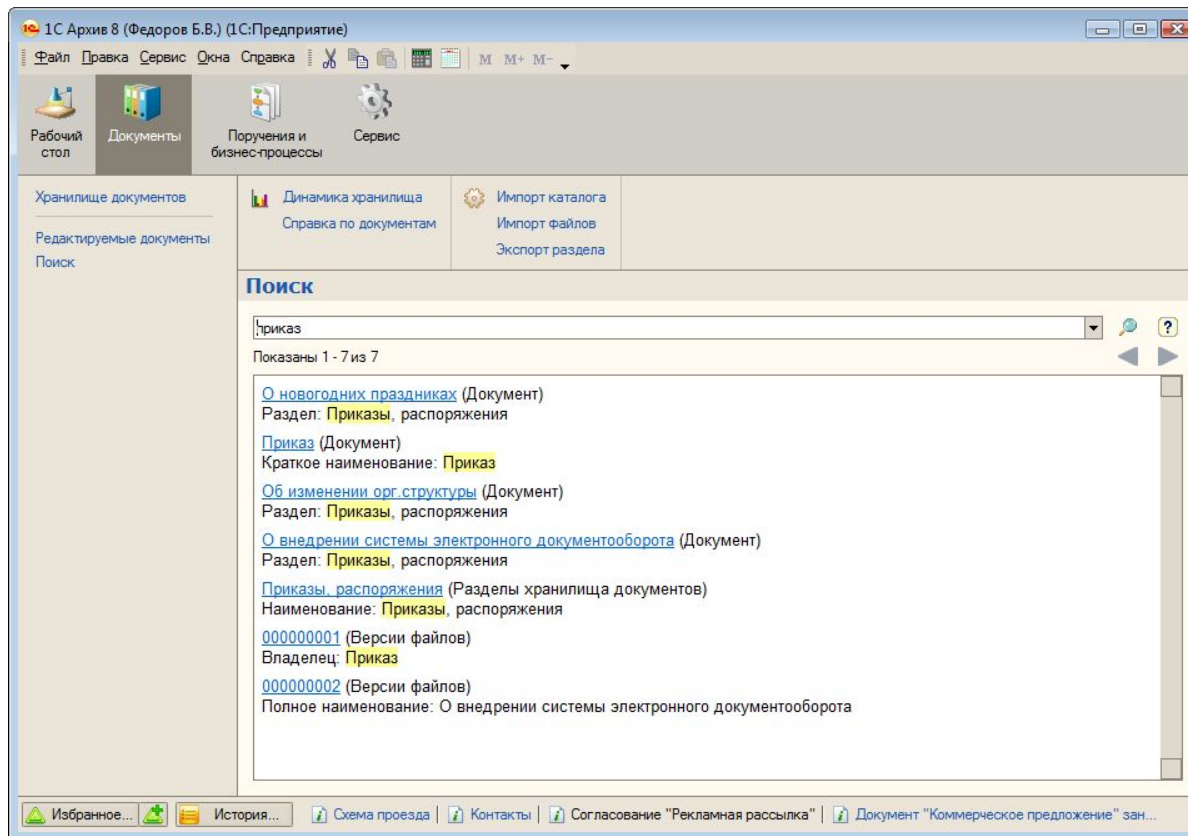 1С Архив 8 (Федоров Б.В.) (1С:Предприятие)
Файл Правка Сервис Окна Справка M M+ M-
Рабочий стол
Документы
Поручения и бизнес-процессы
Сервис
Хранилище документов
Редактируемые документы
Поиск
Динамика хранилища
Справка по документам
Импорт каталога
Импорт файлов
Экспорт раздела
Поиск
приказ
Показаны 1 - 7 из 7
О новогодних праздниках (Документ)
Раздел: Приказы, распоряжения
Приказ (Документ)
Краткое наименование: Приказ
Об изменении орг.структуры (Документ)
Раздел: Приказы, распоряжения
О внедрении системы электронного документооборота (Документ)
Раздел: Приказы, распоряжения
Приказы, распоряжения (Разделы хранилища документов)
Наименование: Приказы, распоряжения
000000001 (Версии файлов)
Владелец: Приказ
000000002 (Версии файлов)
Полное наименование: О внедрении системы электронного документооборота
Избранное... История... Схема проезда Контакты Согласование "Рекламная рассылка" Документ "Коммерческое предложение" зан...